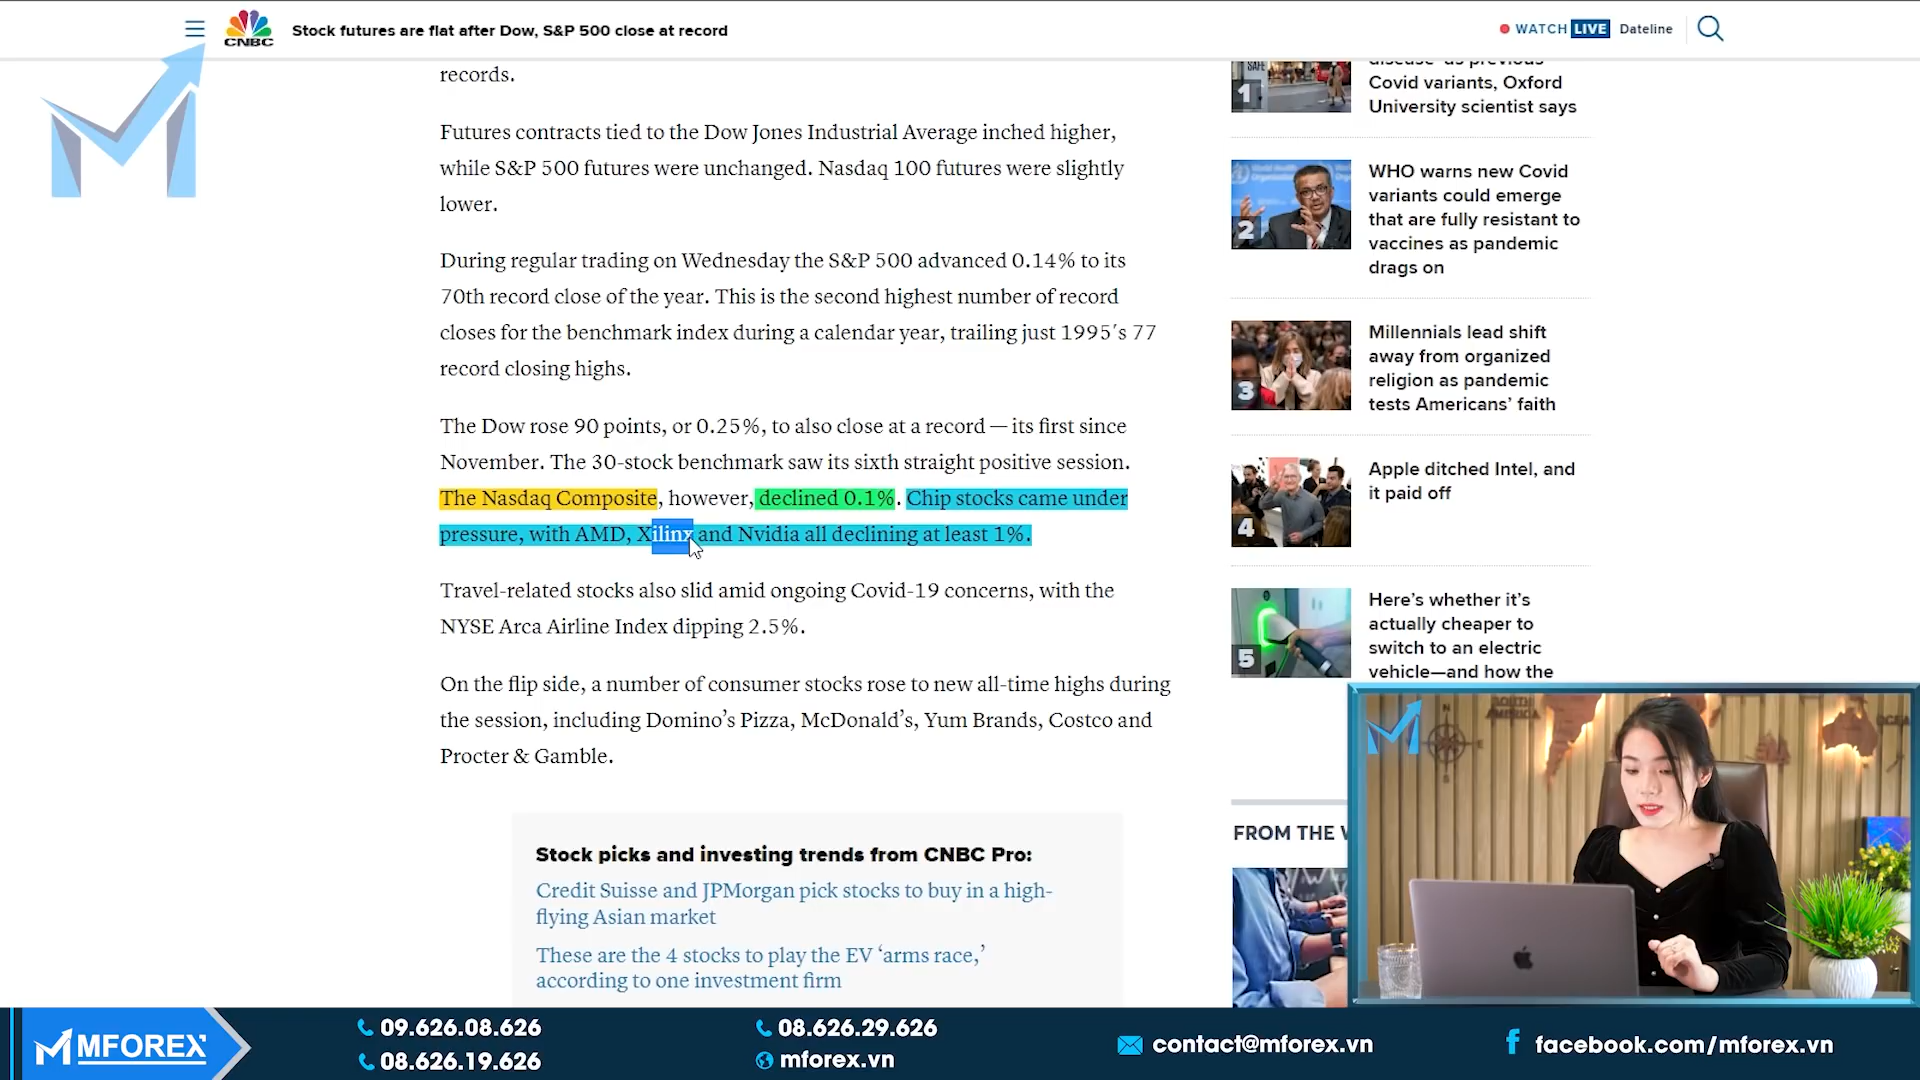 CNBC
Stock futures are flat after Dow, S&P 500 close at record
WATCH LIVE Dateline
records.
Futures contracts tied to the Dow Jones Industrial Average inched higher,
while S&P 500 futures were unchanged. Nasdaq 100 futures were slightly
lower.
During regular trading on Wednesday the S&P 500 advanced 0.14% to its
70th record close of the year. This is the second highest number of record
closes for the benchmark index during a calendar year, trailing just 1995’s 77
record closing highs.
The Dow rose 90 points, or 0.25%, to also close at a record — its first since
November. The 30-stock benchmark saw its sixth straight positive session.
The Nasdaq Composite, however, declined 0.1%. Chip stocks came under
pressure, with AMD, Xilinx and Nvidia all declining at least 1%.
Travel-related stocks also slid amid ongoing Covid-19 concerns, with the
NYSE Arca Airline Index dipping 2.5%.
On the flip side, a number of consumer stocks rose to new all-time highs during
the session, including Domino’s Pizza, McDonald’s, Yum Brands, Costco and
Procter & Gamble.
Stock picks and investing trends from CNBC Pro:
Credit Suisse and JPMorgan pick stocks to buy in a high-
flying Asian market
These are the 4 stocks to play the EV ‘arms race,’
according to one investment firm
SAFE
1
disease’ as previous
Covid variants, Oxford
University scientist says
2
WHO warns new Covid
variants could emerge
that are fully resistant to
vaccines as pandemic
drags on
3
Millennials lead shift
away from organized
religion as pandemic
tests Americans’ faith
4
Apple ditched Intel, and
it paid off
5
Here’s whether it’s
actually cheaper to
switch to an electric
vehicle—and how the
FROM THE
N
SOUTH
AMERICA
MFOREX
09.626.08.626
08.626.19.626
08.626.29.626
mforex.vn
contact@mforex.vn
facebook.com/mforex.vn